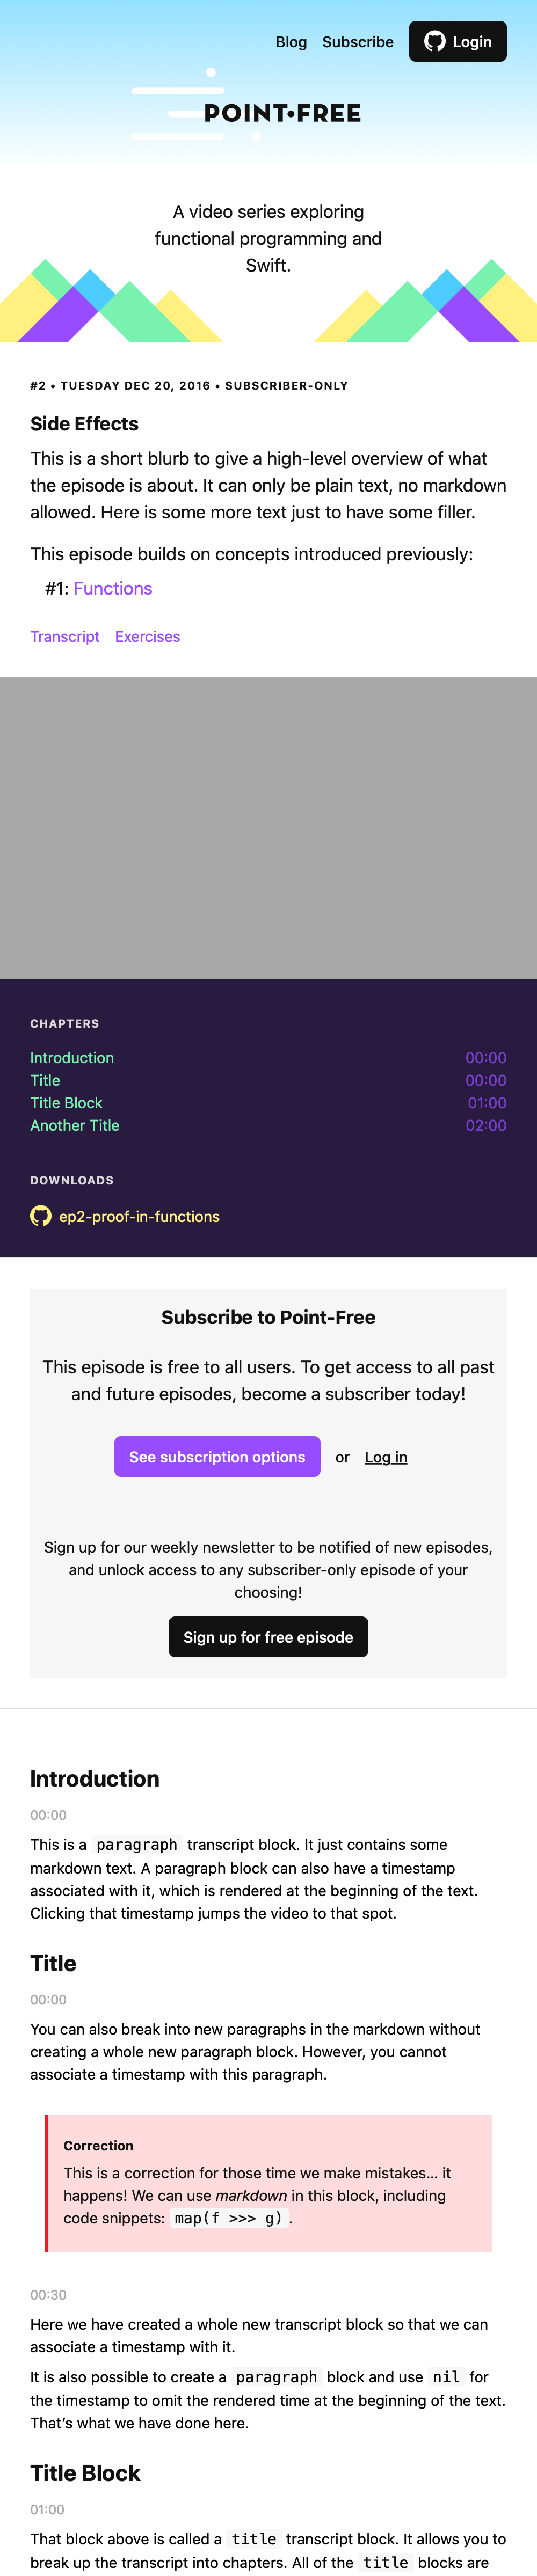 Blog Subscribe Login
POINT•FREE
A video series exploring
functional programming and
Swift.
#2 • TUESDAY DEC 20, 2016 • SUBSCRIBER-ONLY
Side Effects
This is a short blurb to give a high-level overview of what
the episode is about. It can only be plain text, no markdown
allowed. Here is some more text just to have some filler.
This episode builds on concepts introduced previously:
#1: Functions
Transcript Exercises
CHAPTERS
Introduction 00:00
Title 00:00
Title Block 01:00
Another Title 02:00
DOWNLOADS
ep2-proof-in-functions
Subscribe to Point-Free
This episode is free to all users. To get access to all past
and future episodes, become a subscriber today!
See subscription options or Log in
Sign up for our weekly newsletter to be notified of new episodes,
and unlock access to any subscriber-only episode of your
choosing!
Sign up for free episode
Introduction
00:00
This is a paragraph transcript block. It just contains some
markdown text. A paragraph block can also have a timestamp
associated with it, which is rendered at the beginning of the text.
Clicking that timestamp jumps the video to that spot.
Title
00:00
You can also break into new paragraphs in the markdown without
creating a whole new paragraph block. However, you cannot
associate a timestamp with this paragraph.
Correction
This is a correction for those time we make mistakes… it
happens! We can use markdown in this block, including
code snippets: map(f >>> g).
00:30
Here we have created a whole new transcript block so that we can
associate a timestamp with it.
It is also possible to create a paragraph block and use nil for
the timestamp to omit the rendered time at the beginning of the text.
That’s what we have done here.
Title Block
01:00
That block above is called a title transcript block. It allows you to
break up the transcript into chapters. All of the title blocks are